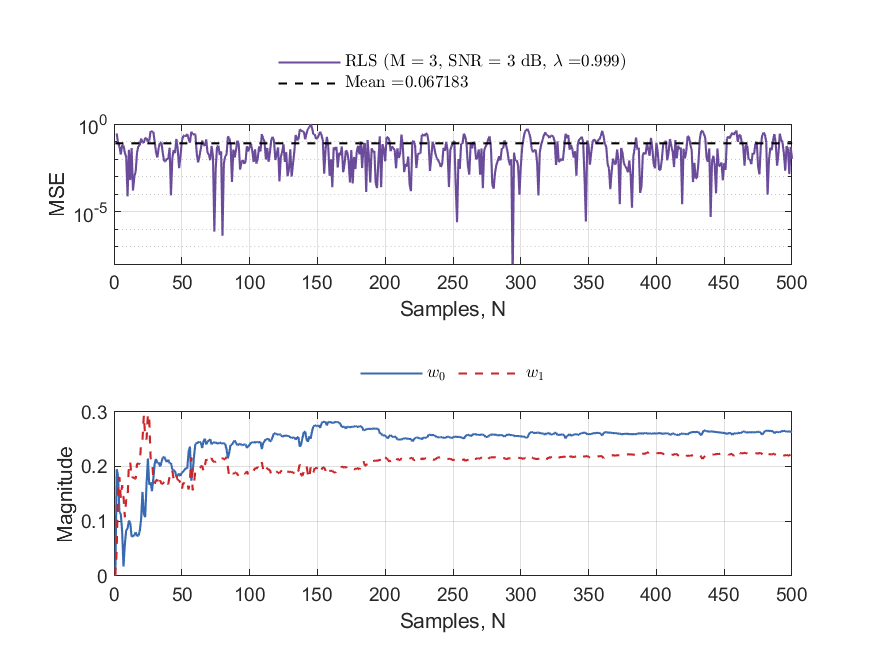 RLS (M = 3, SNR = 3 dB, λ =0.999)
Mean =0.067183
10^0
10^-5
MSE
0 50 100 150 200 250 300 350 400 450 500
Samples, N
w_0 w_1
0.3
0.2
0.1
0
Magnitude
0 50 100 150 200 250 300 350 400 450 500
Samples, N